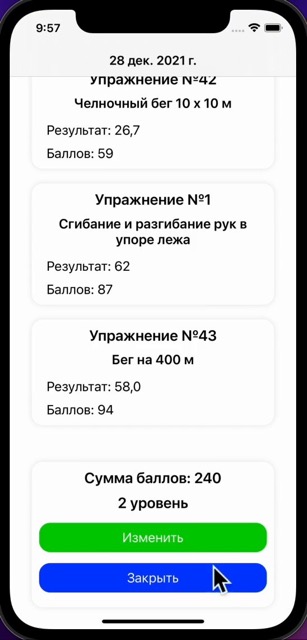 9:57
28 дек. 2021 г.
Упражнение №42
Челночный бег 10 х 10 м
Результат: 26,7
Баллов: 59
Упражнение №1
Сгибание и разгибание рук в
упоре лежа
Результат: 62
Баллов: 87
Упражнение №43
Бег на 400 м
Результат: 58,0
Баллов: 94
Сумма баллов: 240
2 уровень
Изменить
Закрыть